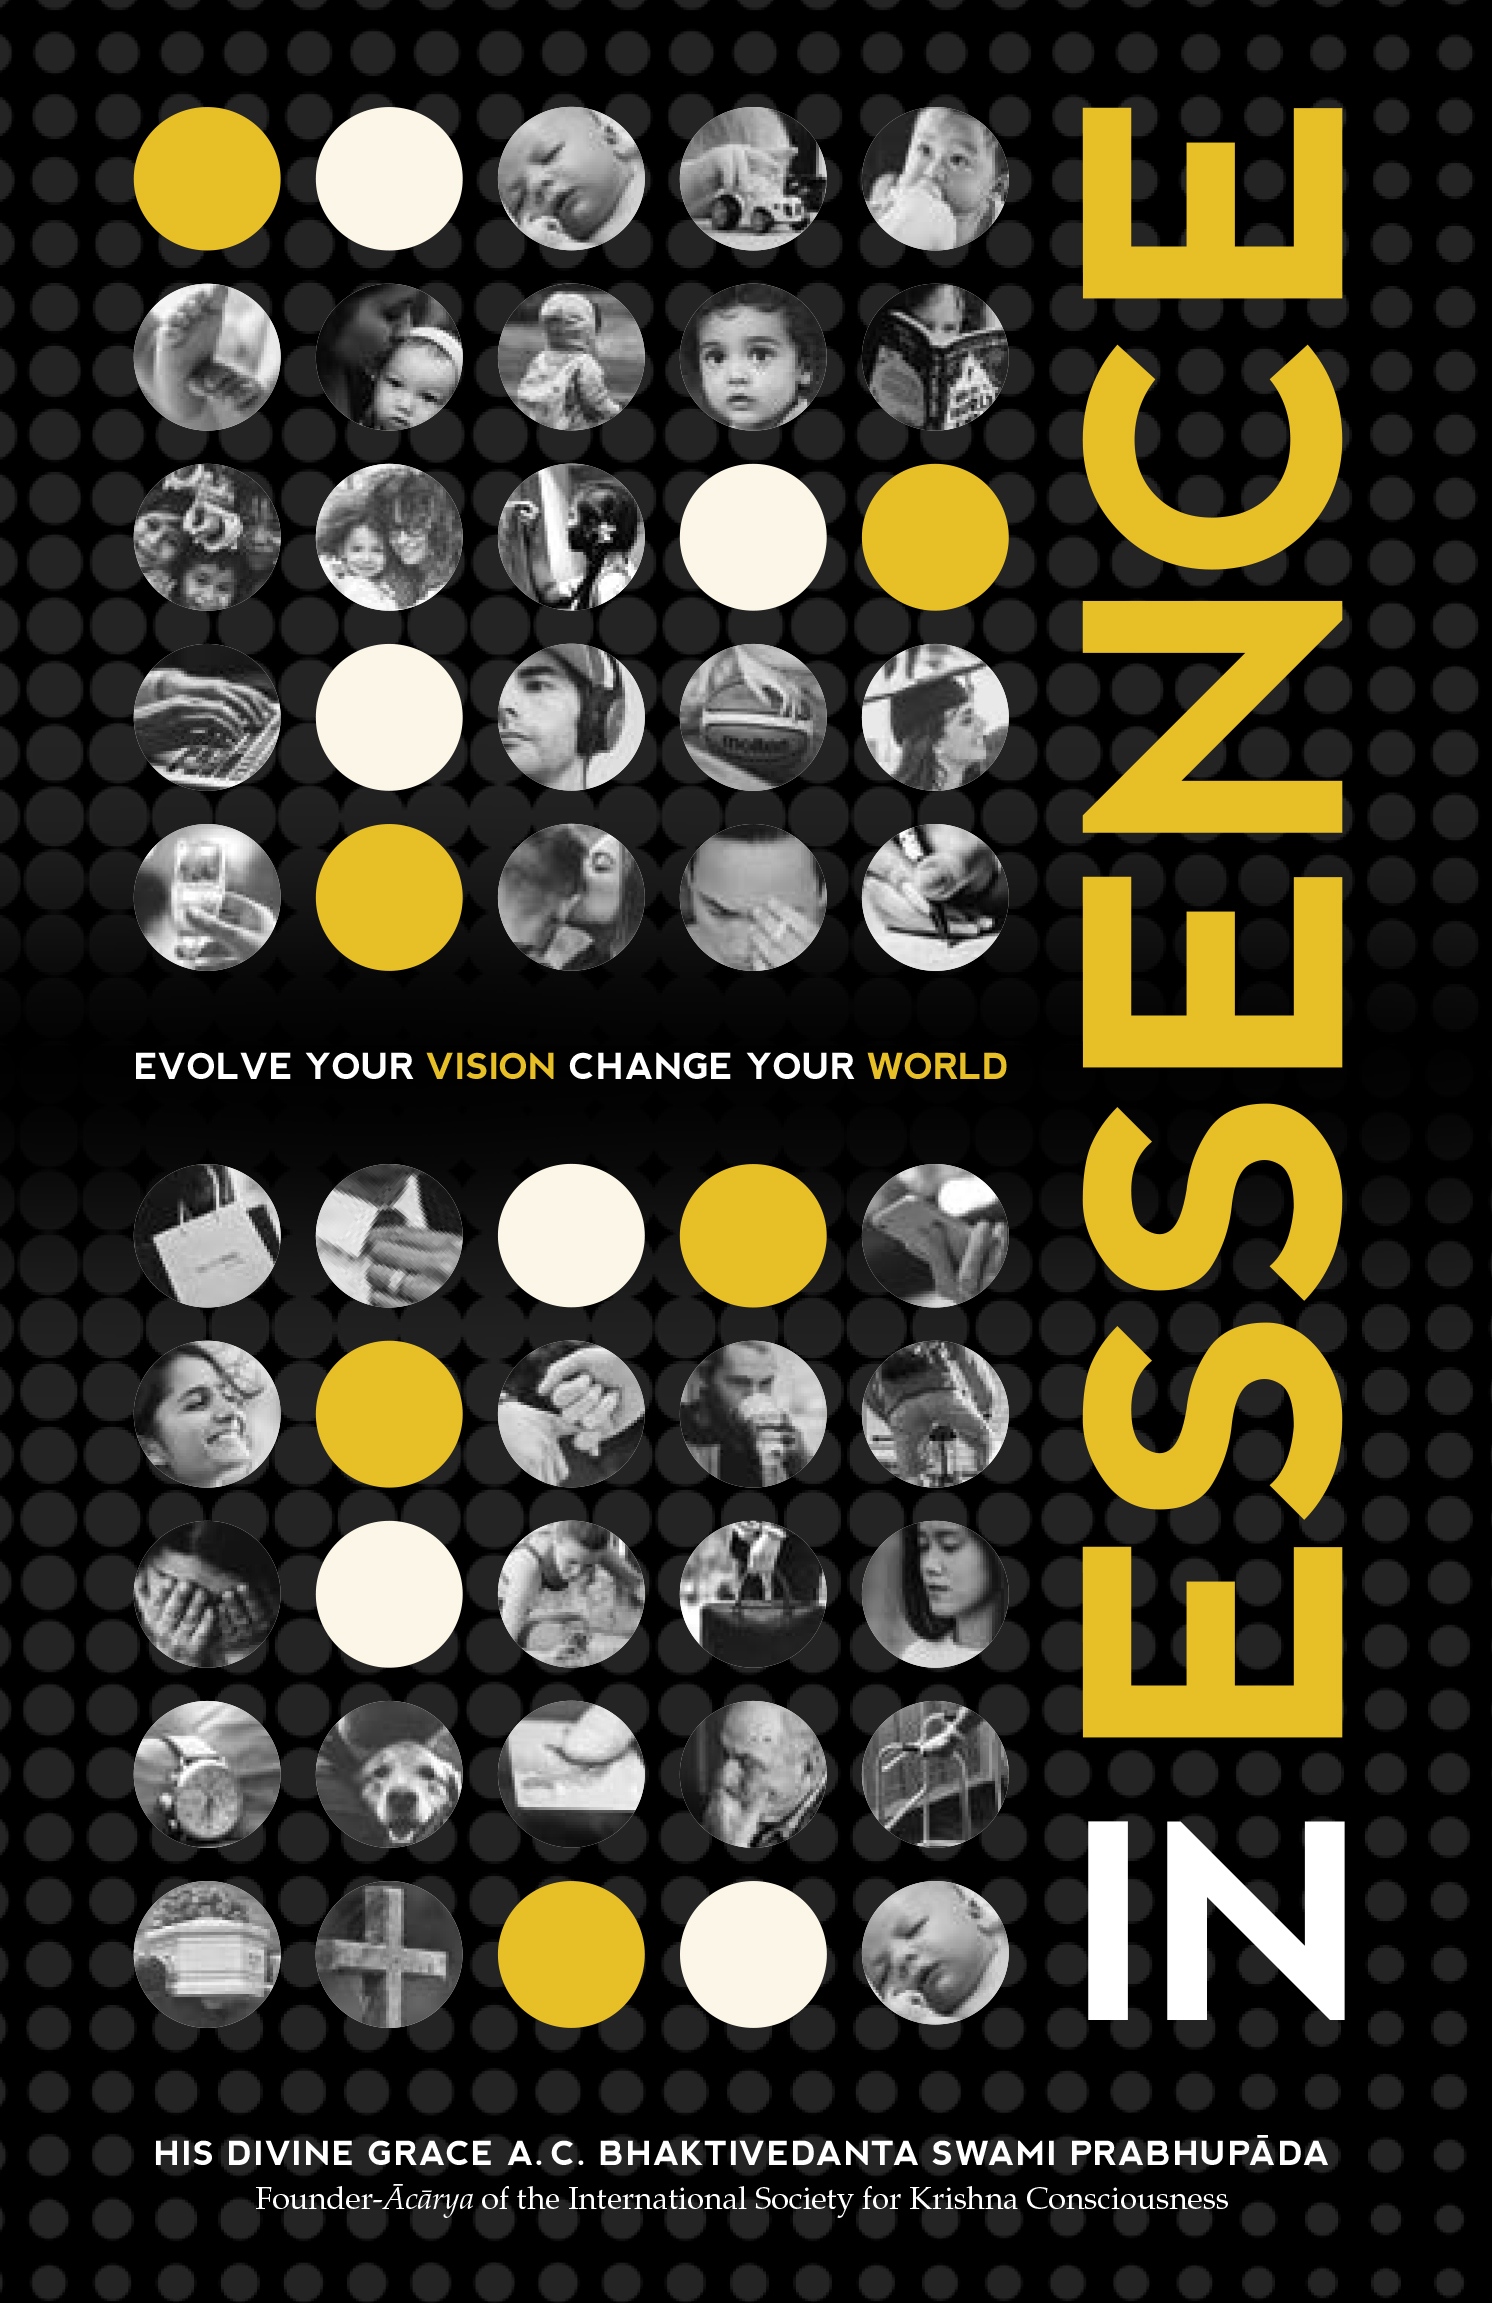 IN ESSENCE
EVOLVE YOUR VISION CHANGE YOUR WORLD
molten
HIS DIVINE GRACE A. C. BHAKTIVEDANTA SWAMI PRABHUPĀDA
Founder-Ācārya of the International Society for Krishna Consciousness